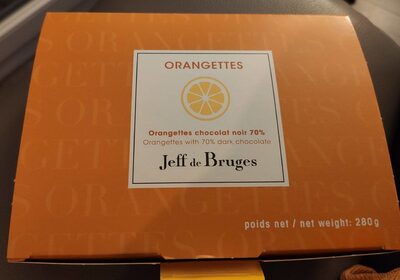 ORANGETTES
Orangettes chocolat noir 70%
Orangettes with 70% dark chocolate
Jeff de Bruges
poids net / net weight: 280g